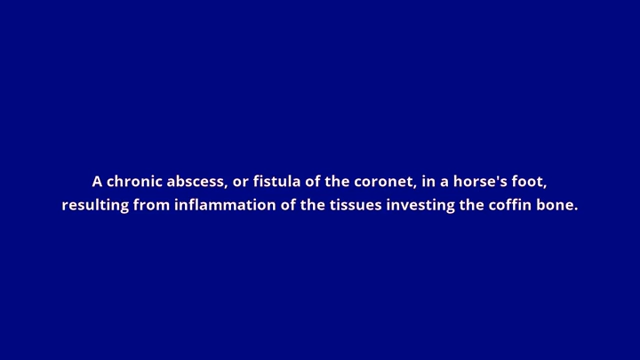 A chronic abscess, or fistula of the coronet, in a horse's foot,
resulting from inflammation of the tissues investing the coffin bone.